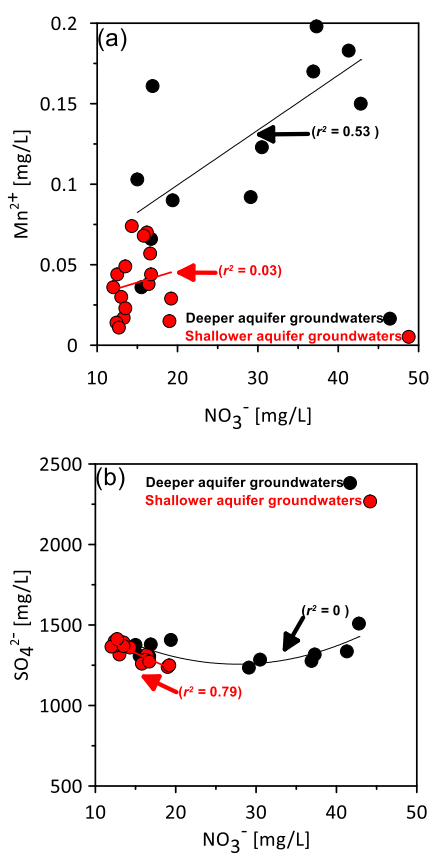 (a)
0.2
0.15
0.1
0.05
0
Mn²⁺ [mg/L]
(r² = 0.53 )
(r² = 0.03)
Deeper aquifer groundwaters
Shallower aquifer groundwaters
10 20 30 40 50
NO₃⁻ [mg/L]
(b)
2500
2000
1500
1000
500
SO₄²⁻ [mg/L]
Deeper aquifer groundwaters
Shallower aquifer groundwaters
(r² = 0 )
(r² = 0.79)
10 20 30 40 50
NO₃⁻ [mg/L]